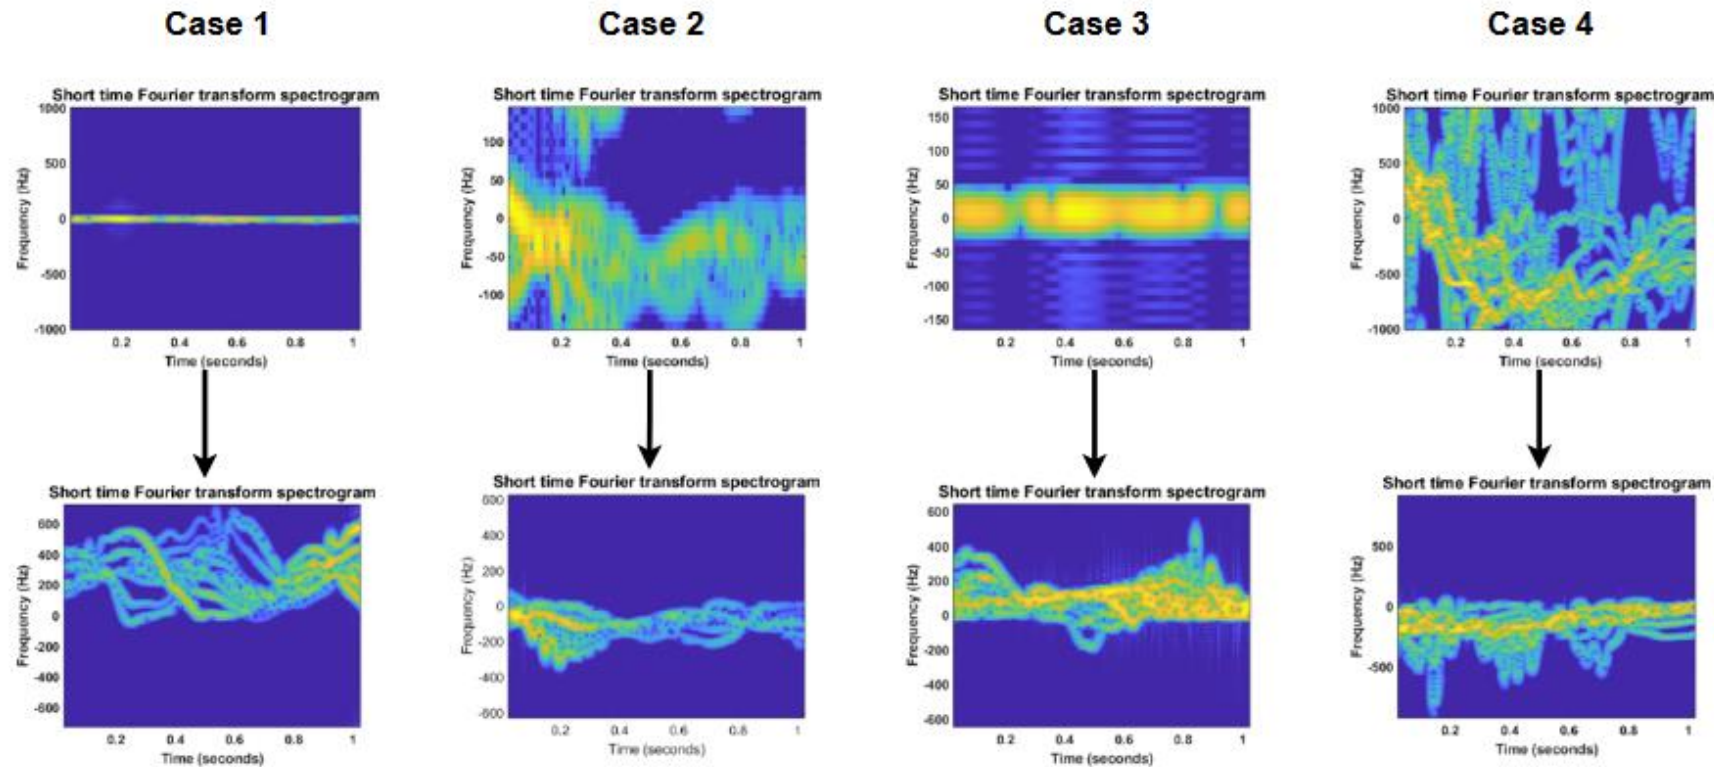 Case 1
Case 2
Case 3
Case 4
Short time Fourier transform spectrogram
1000
500
0
-500
-1000
Frequency (Hz)
0.2 0.4 0.6 0.8 1
Time (seconds)
Short time Fourier transform spectrogram
100
50
0
-50
-100
Frequency (Hz)
0.2 0.4 0.6 0.8 1
Time (seconds)
Short time Fourier transform spectrogram
150
100
50
0
-50
-100
-150
Frequency (Hz)
0.2 0.4 0.6 0.8 1
Time (seconds)
Short time Fourier transform spectrogram
1000
500
0
-500
-1000
Frequency (Hz)
0.2 0.4 0.6 0.8 1
Time (seconds)
Short time Fourier transform spectrogram
600
400
200
0
-200
-400
-600
Frequency (Hz)
0.2 0.4 0.6 0.8 1
Time (seconds)
Short time Fourier transform spectrogram
600
400
200
0
-200
-400
-600
Frequency (Hz)
0.2 0.4 0.6 0.8 1
Time (seconds)
Short time Fourier transform spectrogram
600
400
200
0
-200
-400
-600
Frequency (Hz)
0.2 0.4 0.6 0.8 1
Time (seconds)
Short time Fourier transform spectrogram
500
0
-500
Frequency (Hz)
0.2 0.4 0.6 0.8 1
Time (seconds)